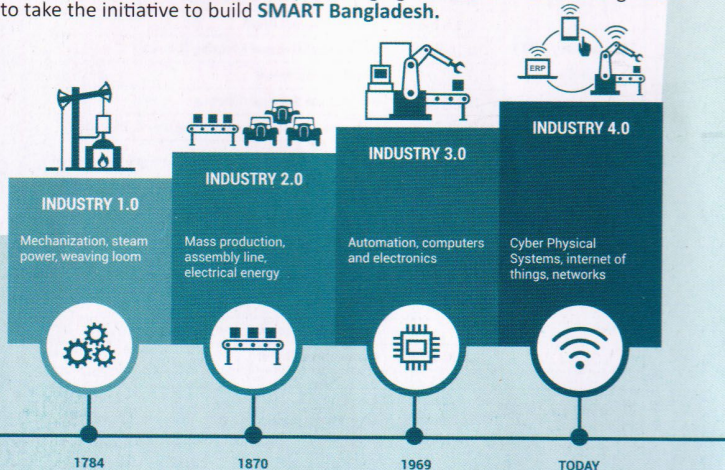 to take the initiative to build SMART Bangladesh.
ERP
INDUSTRY 1.0
Mechanization, steam
power, weaving loom
INDUSTRY 2.0
Mass production,
assembly line,
electrical energy
INDUSTRY 3.0
Automation, computers
and electronics
INDUSTRY 4.0
Cyber Physical
Systems, internet of
things, networks
1784
1870
1969
TODAY